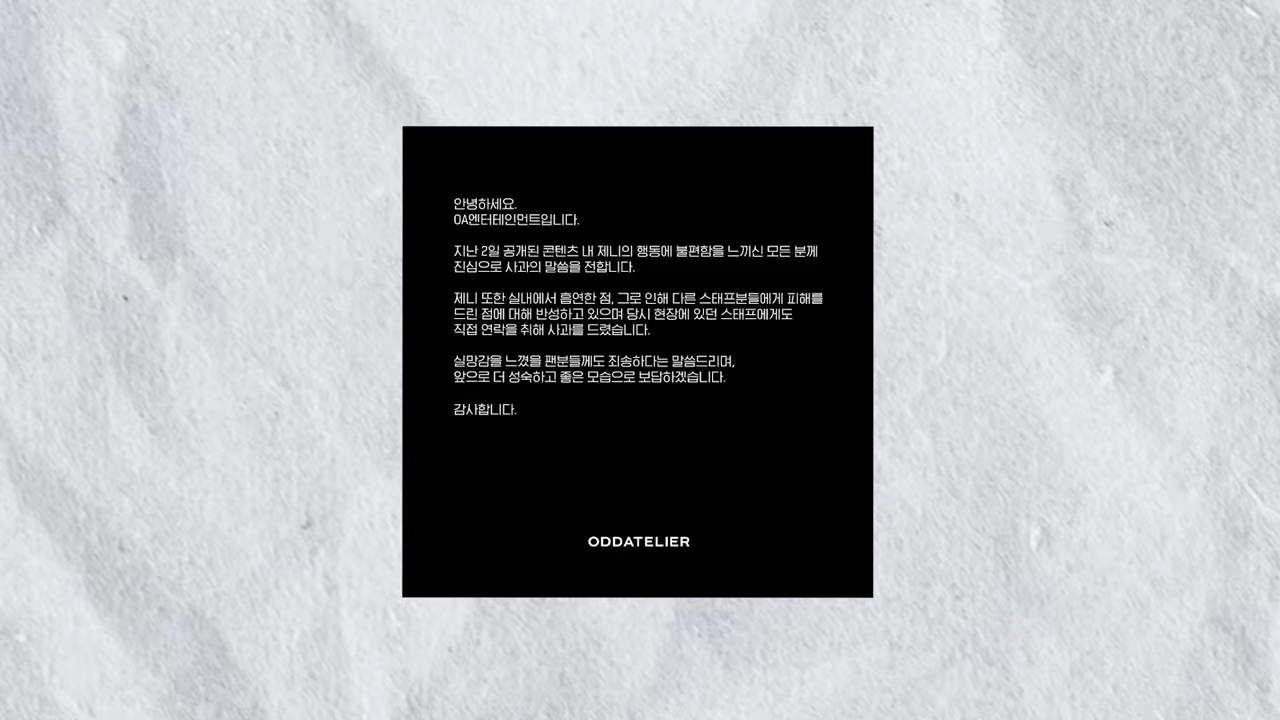 안녕하세요.
OA엔터테인먼트입니다.
지난 2일 공개된 콘텐츠 내 제니의 행동에 불편함을 느끼신 모든 분께
진심으로 사과의 말씀을 전합니다.
제니 또한 실내에서 흡연한 점, 그로 인해 다른 스태프분들에게 피해를
드린 점에 대해 반성하고 있으며 당시 현장에 있던 스태프에게도
직접 연락을 취해 사과를 드렸습니다.
실망감을 느꼈을 팬분들께도 죄송하다는 말씀드리며,
앞으로 더 성숙하고 좋은 모습으로 보답하겠습니다.
감사합니다.
ODDATELIER